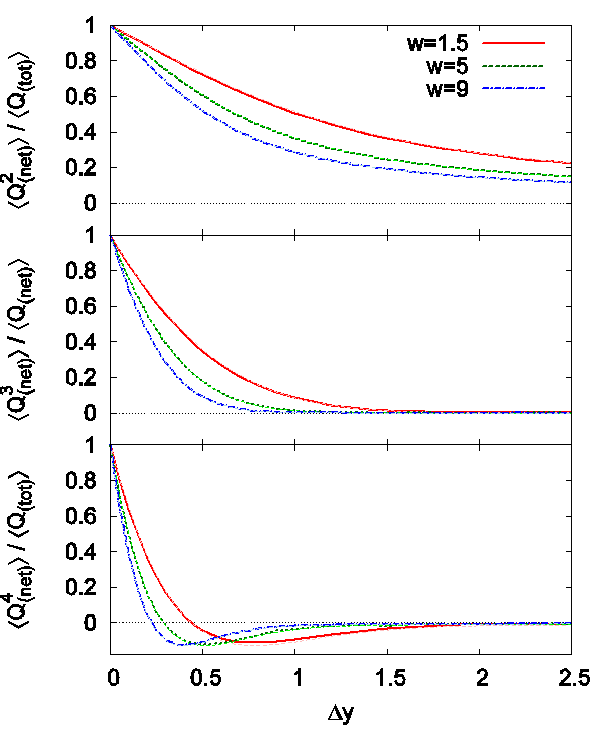 ⟨Q²(net)⟩ / ⟨Q(tot)⟩
1
0.8
0.6
0.4
0.2
0
w=1.5
w=5
w=9
⟨Q³(net)⟩ / ⟨Q(net)⟩
1
0.8
0.6
0.4
0.2
0
⟨Q⁴(net)⟩ / ⟨Q(tot)⟩
1
0.8
0.6
0.4
0.2
0
0 0.5 1 1.5 2 2.5
Δy